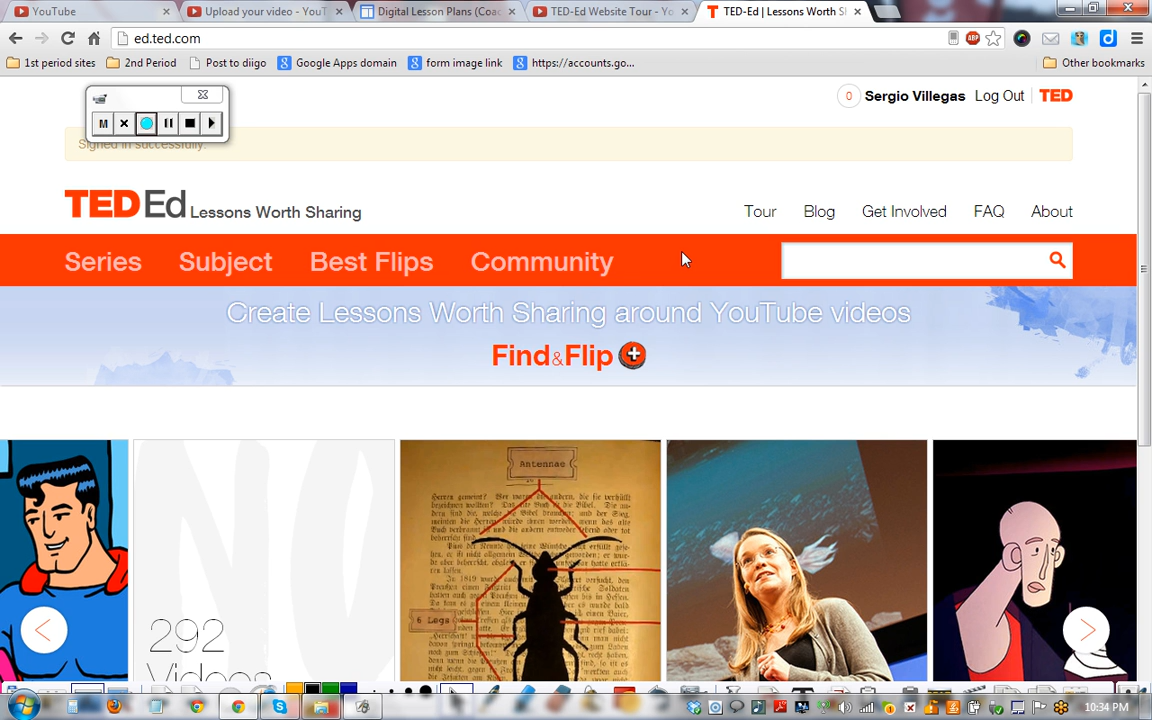 YouTube
Upload your video - YouT
Digital Lesson Plans (Coac
TED-Ed Website Tour - Yo
TED-Ed | Lessons Worth S
ed.ted.com
1st period sites
2nd Period
Post to diigo
Google Apps domain
form image link
https://accounts.go...
Other bookmarks
M
0 Sergio Villegas Log Out TED
Signed in successfully.
TEDEd Lessons Worth Sharing
Tour Blog Get Involved FAQ About
Series Subject Best Flips Community
Create Lessons Worth Sharing around YouTube videos
Find&Flip
Antennae
292
Videos
6 Legs
10:34 PM